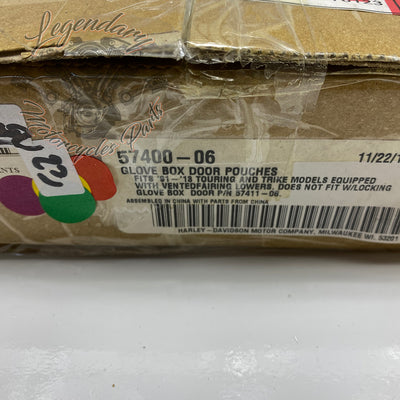 Legendary
Motorcycles Parts
57400-06
11/22/1
GLOVE BOX DOOR POUCHES
FITS '91-'18 TOURING AND TRIKE MODELS EQUIPPED
WITH VENTEDFAIRING LOWERS, DOES NOT FIT W/LOCKING
GLOVE BOX DOOR P/N 57411-06.
ASSEMBLED IN CHINA WITH PARTS FROM CHINA
HARLEY-DAVIDSON MOTOR COMPANY, MILWAUKEE WI. 53201
ENTS